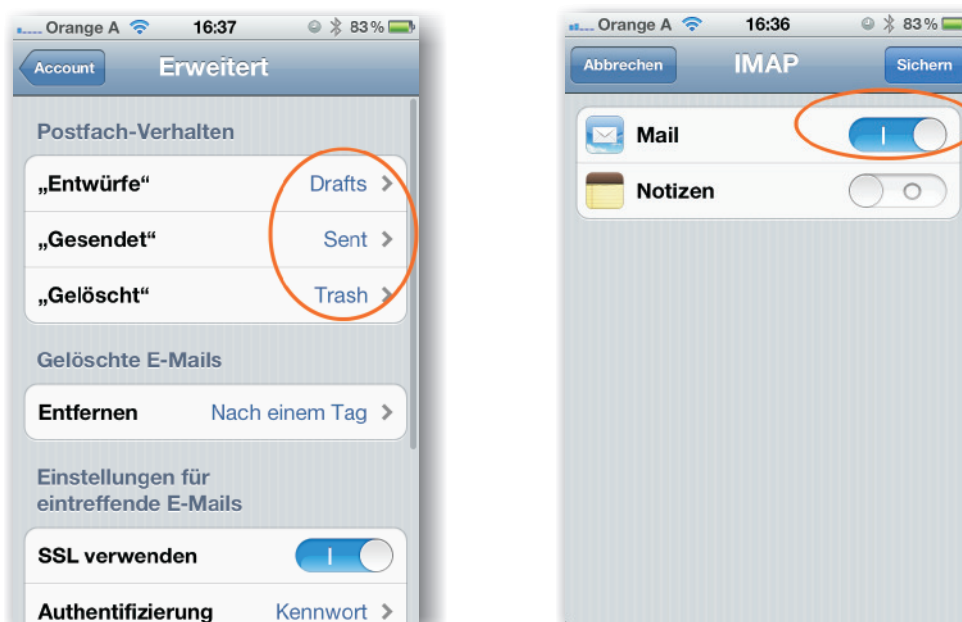 Orange A 16:37 83 %
Account Erweitert
Postfach-Verhalten
„Entwürfe“ Drafts
„Gesendet“ Sent
„Gelöscht“ Trash
Gelöschte E-Mails
Entfernen Nach einem Tag
Einstellungen für
eintreffende E-Mails
SSL verwenden
Authentifizierung Kennwort
Orange A 16:36 83 %
Abbrechen IMAP Sichern
Mail
Notizen